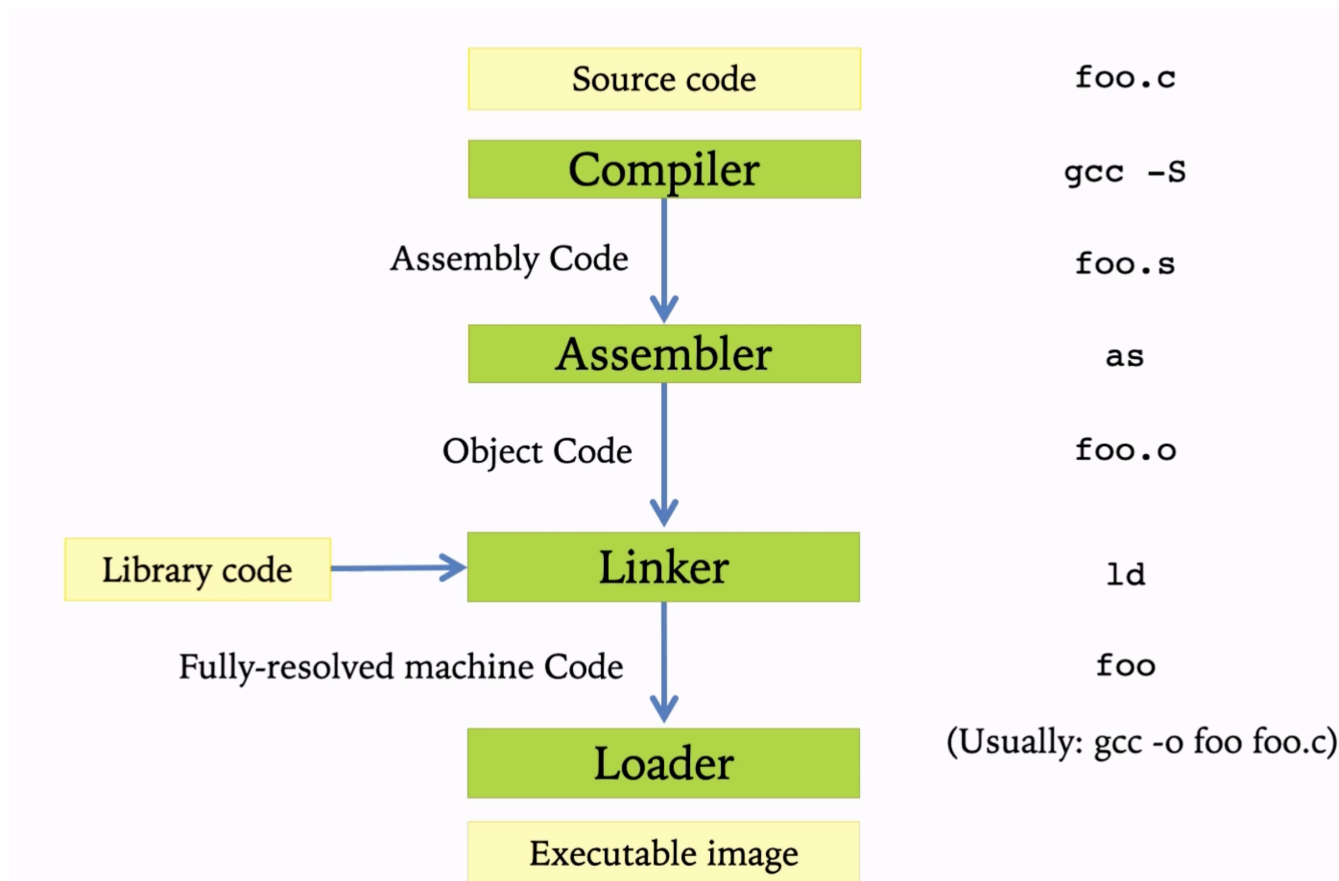 Source code
foo.c
Compiler
gcc -S
Assembly Code
foo.s
Assembler
as
Object Code
foo.o
Library code
Linker
ld
Fully-resolved machine Code
foo
(Usually: gcc -o foo foo.c)
Loader
Executable image